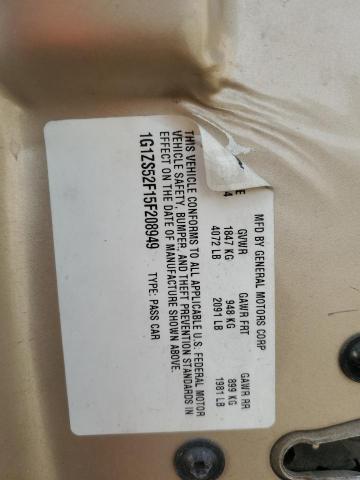 MFD BY GENERAL MOTORS CORP
GVWR GAWR FRT GAWR RR
1847 KG 948 KG 899 KG
4072 LB 2091 LB 1981 LB
THIS VEHICLE CONFORMS TO ALL APPLICABLE U.S. FEDERAL MOTOR
VEHICLE SAFETY, BUMPER, AND THEFT PREVENTION STANDARDS IN
EFFECT ON THE DATE OF MANUFACTURE SHOWN ABOVE.
1G1ZS52F15F208949 TYPE: PASS CAR